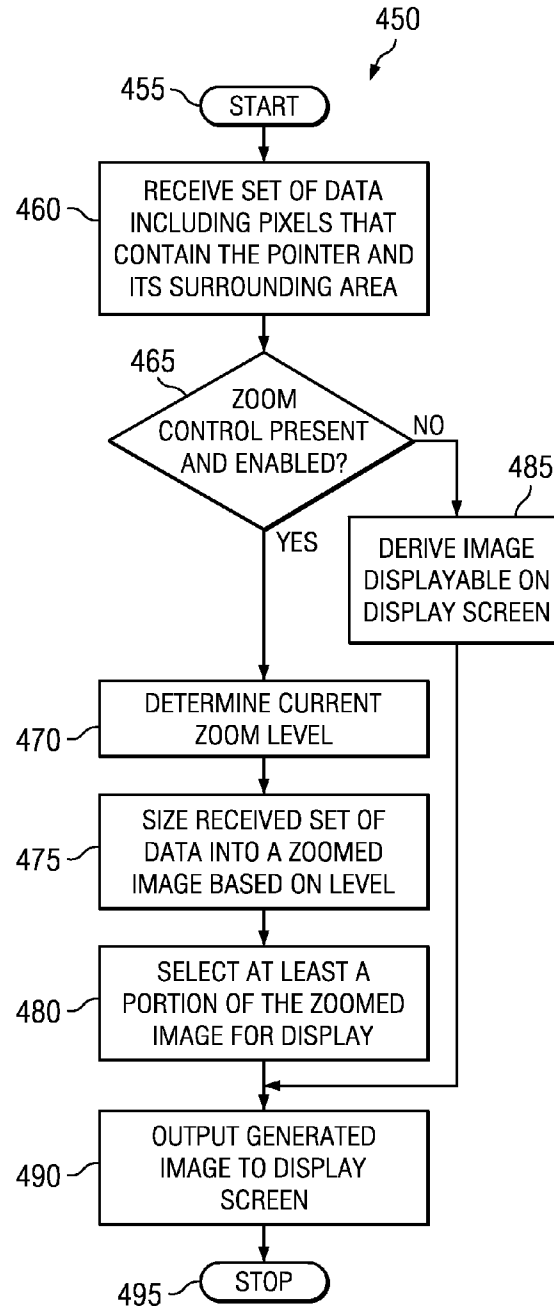 450
455
START
460
RECEIVE SET OF DATA
INCLUDING PIXELS THAT
CONTAIN THE POINTER AND
ITS SURROUNDING AREA
465
ZOOM
CONTROL PRESENT
AND ENABLED?
NO
YES
485
DERIVE IMAGE
DISPLAYABLE ON
DISPLAY SCREEN
470
DETERMINE CURRENT
ZOOM LEVEL
475
SIZE RECEIVED SET OF
DATA INTO A ZOOMED
IMAGE BASED ON LEVEL
480
SELECT AT LEAST A
PORTION OF THE ZOOMED
IMAGE FOR DISPLAY
490
OUTPUT GENERATED
IMAGE TO DISPLAY
SCREEN
495
STOP